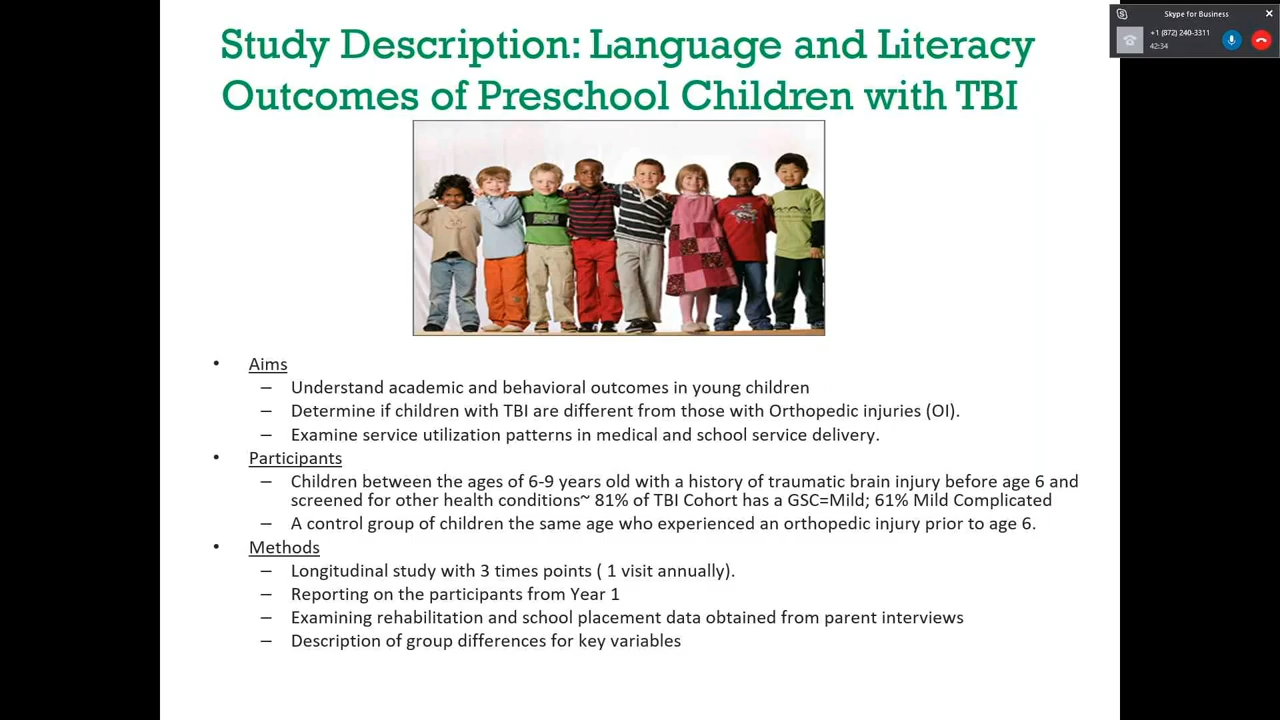 Study Description: Language and Literacy
Outcomes of Preschool Children with TBI
Skype for Business
+1 (872) 240-3311
42:34
• Aims
– Understand academic and behavioral outcomes in young children
– Determine if children with TBI are different from those with Orthopedic injuries (OI).
– Examine service utilization patterns in medical and school service delivery.
• Participants
– Children between the ages of 6-9 years old with a history of traumatic brain injury before age 6 and
screened for other health conditions~ 81% of TBI Cohort has a GSC=Mild; 61% Mild Complicated
– A control group of children the same age who experienced an orthopedic injury prior to age 6.
• Methods
– Longitudinal study with 3 times points ( 1 visit annually).
– Reporting on the participants from Year 1
– Examining rehabilitation and school placement data obtained from parent interviews
– Description of group differences for key variables